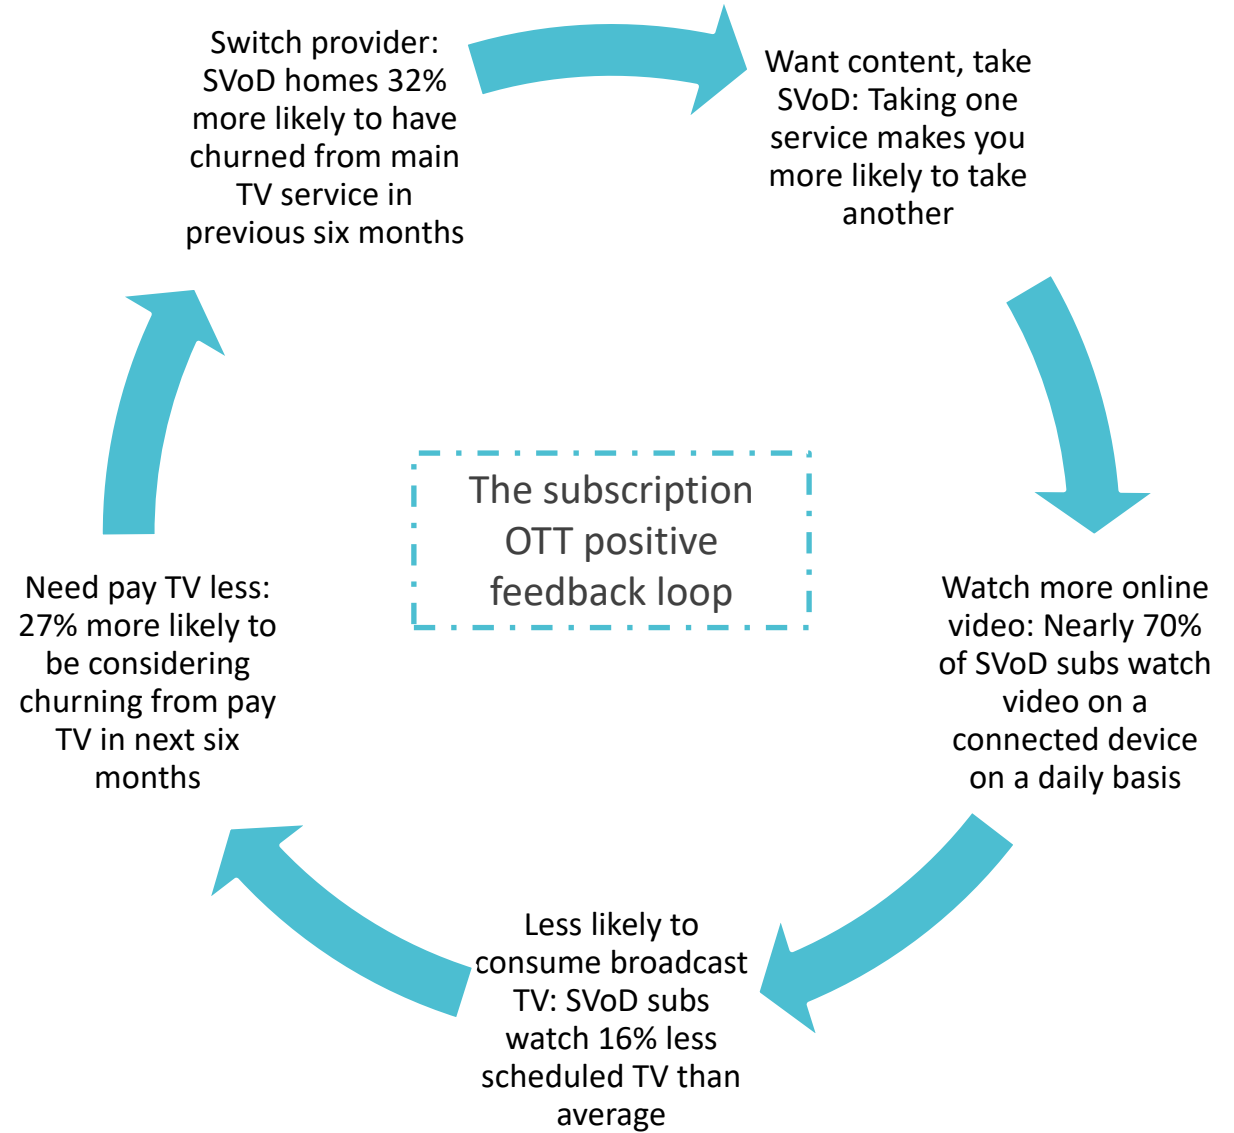 Switch provider:
SVoD homes 32%
more likely to have
churned from main
TV service in
previous six months
Want content, take
SVoD: Taking one
service makes you
more likely to take
another
The subscription
OTT positive
feedback loop
Need pay TV less:
27% more likely to
be considering
churning from pay
TV in next six
months
Watch more online
video: Nearly 70%
of SVoD subs watch
video on a
connected device
on a daily basis
Less likely to
consume broadcast
TV: SVoD subs
watch 16% less
scheduled TV than
average